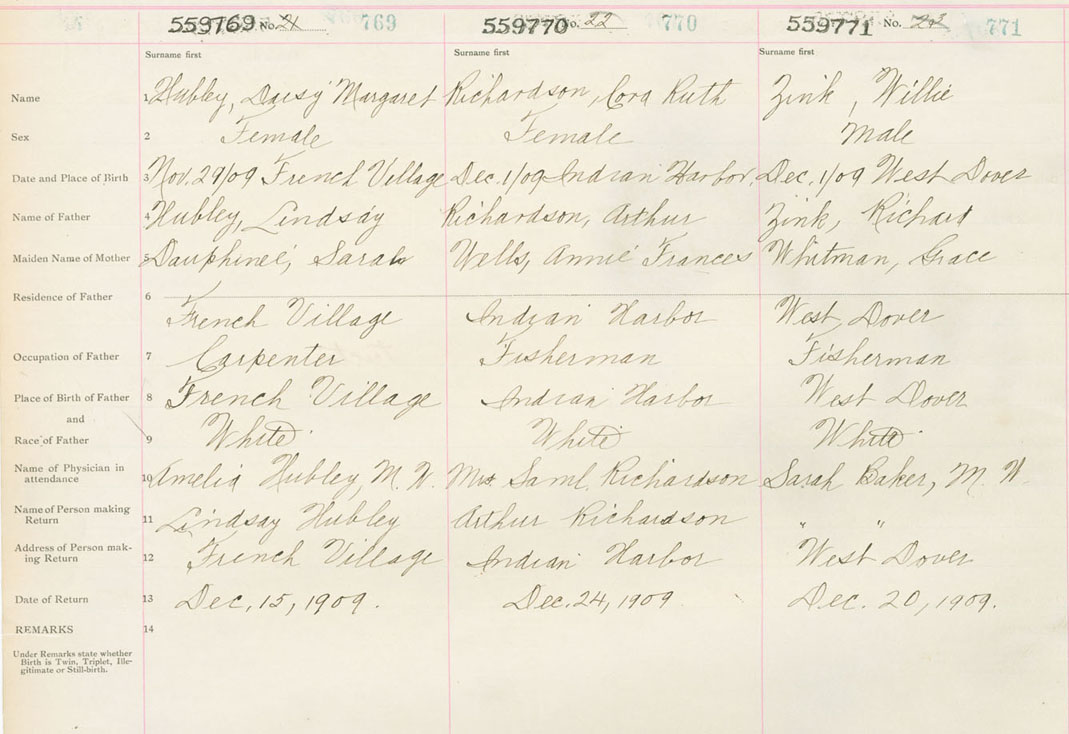 559769 No. 21 769 559770 No. 22 770 559771 No. 771
Surname first Surname first Surname first
Name 1 Hubley, Daisy Margaret Richardson, Cora Ruth Zink, Willie
Sex 2 Female Female Male
Date and Place of Birth 3 Nov. 29/09 French Village Dec. 1/09 Indian Harbor. Dec. 1/09 West Dover
Name of Father 4 Hubley, Lindsay Richardson, Arthur Zink, Richard
Maiden Name of Mother 5 Dauphineé, Sarah Wells, Annie Frances Whitman, Grace
Residence of Father 6
French Village Indian Harbor West Dover
Occupation of Father 7 Carpenter Fisherman Fisherman
Place of Birth of Father 8 French Village Indian Harbor West Dover
and
Race of Father 9 White White White
Name of Physician in
attendance 10 Amelia Hubley, M. W. Mrs. Saml. Richardson Sarah Baker, M. W.
Name of Person making
Return 11 Lindsay Hubley Arthur Richardson " "
Address of Person mak-
ing Return 12 French Village Indian Harbor West Dover
Date of Return 13 Dec. 15, 1909. Dec. 24, 1909 Dec. 20, 1909.
REMARKS 14
Under Remarks state whether
Birth is Twin, Triplet, Ille-
gitimate or Still-birth.